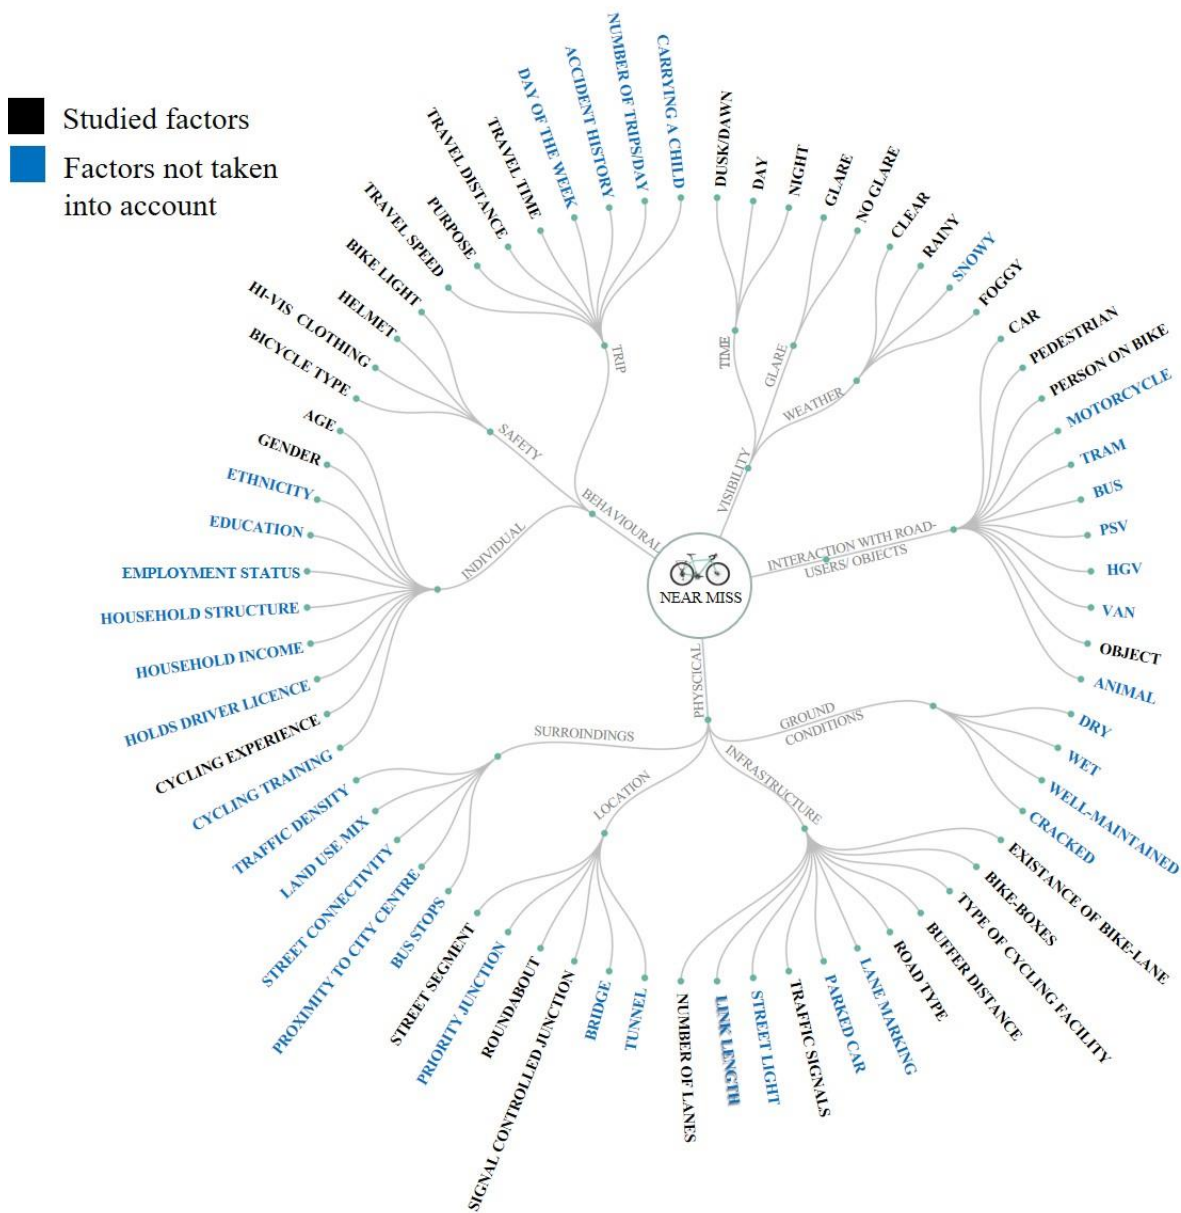 Studied factors
Factors not taken
into account
NEAR MISS
BEHAVIOURAL
TRIP
CARRYING A CHILD
NUMBER OF TRIPS/DAY
ACCIDENT HISTORY
DAY OF THE WEEK
TRAVEL TIME
TRAVEL DISTANCE
PURPOSE
TRAVEL SPEED
SAFETY
BIKE LIGHT
HELMET
HI-VIS CLOTHING
BICYCLE TYPE
INDIVIDUAL
AGE
GENDER
ETHNICITY
EDUCATION
EMPLOYMENT STATUS
HOUSEHOLD STRUCTURE
HOUSEHOLD INCOME
HOLDS DRIVER LICENCE
CYCLING EXPERIENCE
CYCLING TRAINING
VISIBILITY
TIME
DUSK/DAWN
DAY
NIGHT
GLARE
GLARE
NO GLARE
WEATHER
CLEAR
RAINY
SNOWY
FOGGY
INTERACTION WITH ROAD-
USERS/ OBJECTS
CAR
PEDESTRIAN
PERSON ON BIKE
MOTORCYCLE
TRAM
BUS
PSV
HGV
VAN
OBJECT
ANIMAL
PHYSCICAL
GROUND
CONDITIONS
DRY
WET
WELL-MAINTAINED
CRACKED
INFRASTRUCTURE
EXISTANCE OF BIKE-LANE
BIKE-BOXES
TYPE OF CYCLING FACILITY
BUFFER DISTANCE
ROAD TYPE
LANE MARKING
PARKED CAR
TRAFFIC SIGNALS
STREET LIGHT
LINK LENGTH
NUMBER OF LANES
LOCATION
TUNNEL
BRIDGE
SIGNAL CONTROLLED JUNCTION
ROUNDABOUT
PRIORITY JUNCTION
STREET SEGMENT
SURROINDINGS
BUS STOPS
PROXIMITY TO CITY CENTRE
STREET CONNECTIVITY
LAND USE MIX
TRAFFIC DENSITY